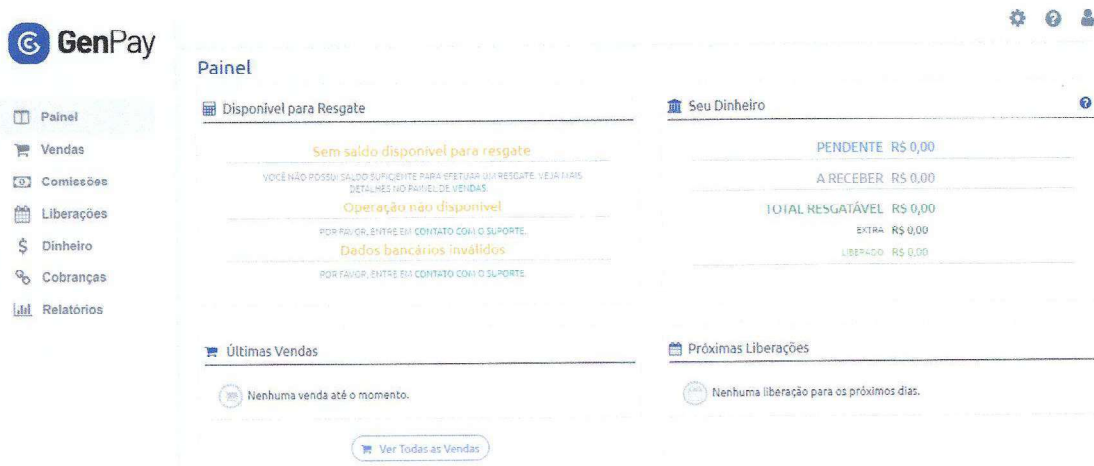 GenPay
Painel
Painel
Vendas
Comissões
Liberações
Dinheiro
Cobranças
Relatórios
Disponível para Resgate
Sem saldo disponível para resgate
VOCÊ NÃO POSSUI SALDO SUFICIENTE PARA EFETUAR UM RESGATE. VEJA MAIS
DETALHES NO PAINEL DE VENDAS.
Operação não disponível
POR FAVOR, ENTRE EM CONTATO COM O SUPORTE.
Dados bancários inválidos
POR FAVOR, ENTRE EM CONTATO COM O SUPORTE.
Seu Dinheiro
PENDENTE R$ 0,00
A RECEBER R$ 0,00
TOTAL RESGATÁVEL R$ 0,00
EXTRA R$ 0,00
LIBERADO R$ 0,00
Últimas Vendas
Nenhuma venda até o momento.
Ver Todas as Vendas
Próximas Liberações
Nenhuma liberação para os próximos dias.